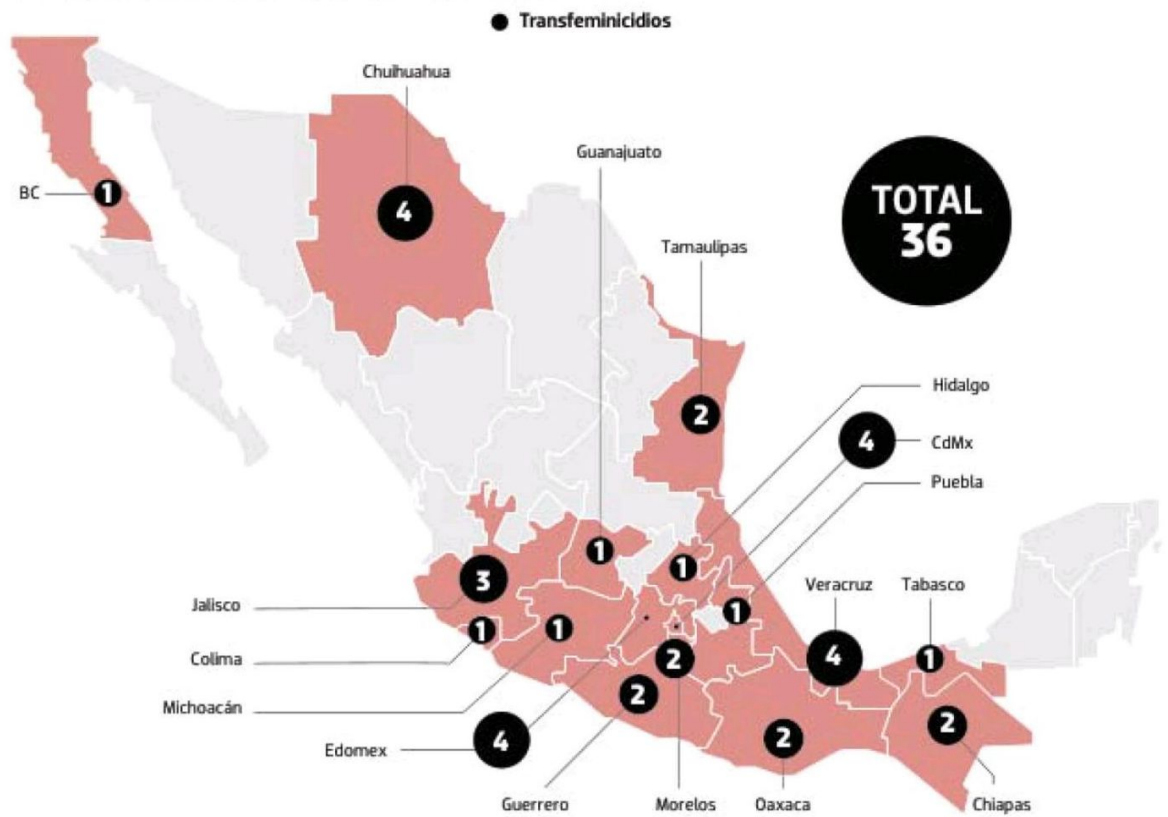 Transfeminicidios
Chuihuahua
4
Guanajuato
BC
1
TOTAL
36
Tamaulipas
2
Hidalgo
4
CdMx
Puebla
1
1
3
Jalisco
1
1
Veracruz
Tabasco
1
Colima
1
2
4
1
Michoacán
2
Edomex
4
2
2
Guerrero
Morelos
Oaxaca
Chiapas